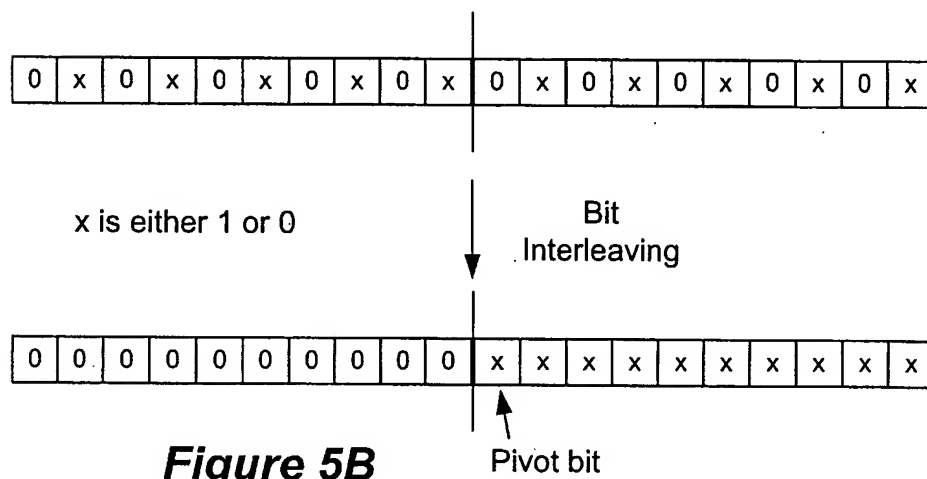 0 x 0 x 0 x 0 x 0 x 0 x 0 x 0 x 0 x 0 x
x is either 1 or 0
Bit
Interleaving
0 0 0 0 0 0 0 0 0 0 x x x x x x x x x x
Pivot bit
Figure 5B